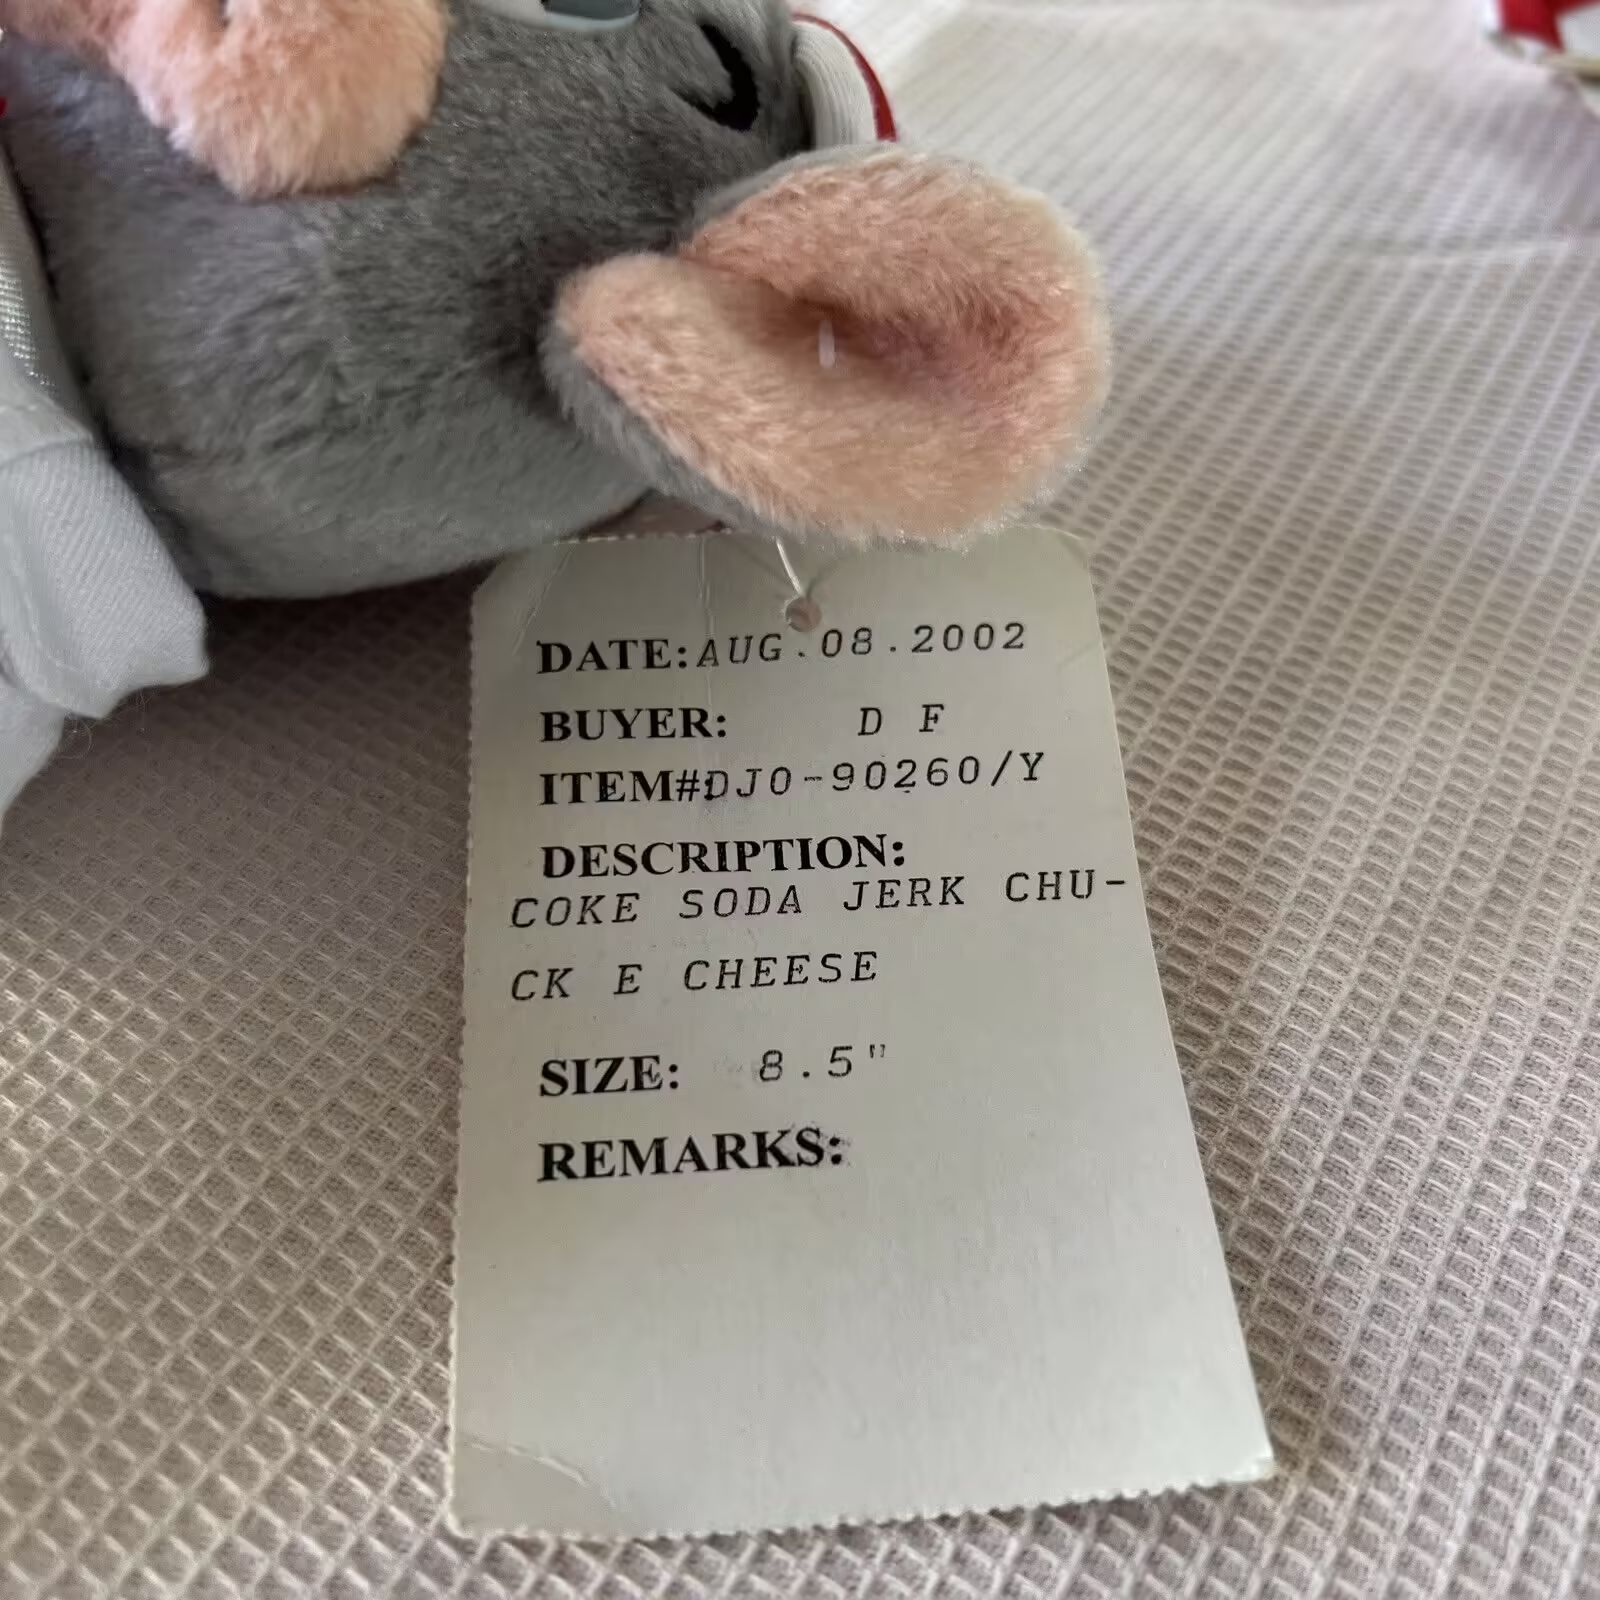 DATE: AUG.08.2002
BUYER: D F
ITEM#DJ0-90260/Y
DESCRIPTION:
COKE SODA JERK CHU-
CK E CHEESE
SIZE: 8.5"
REMARKS: